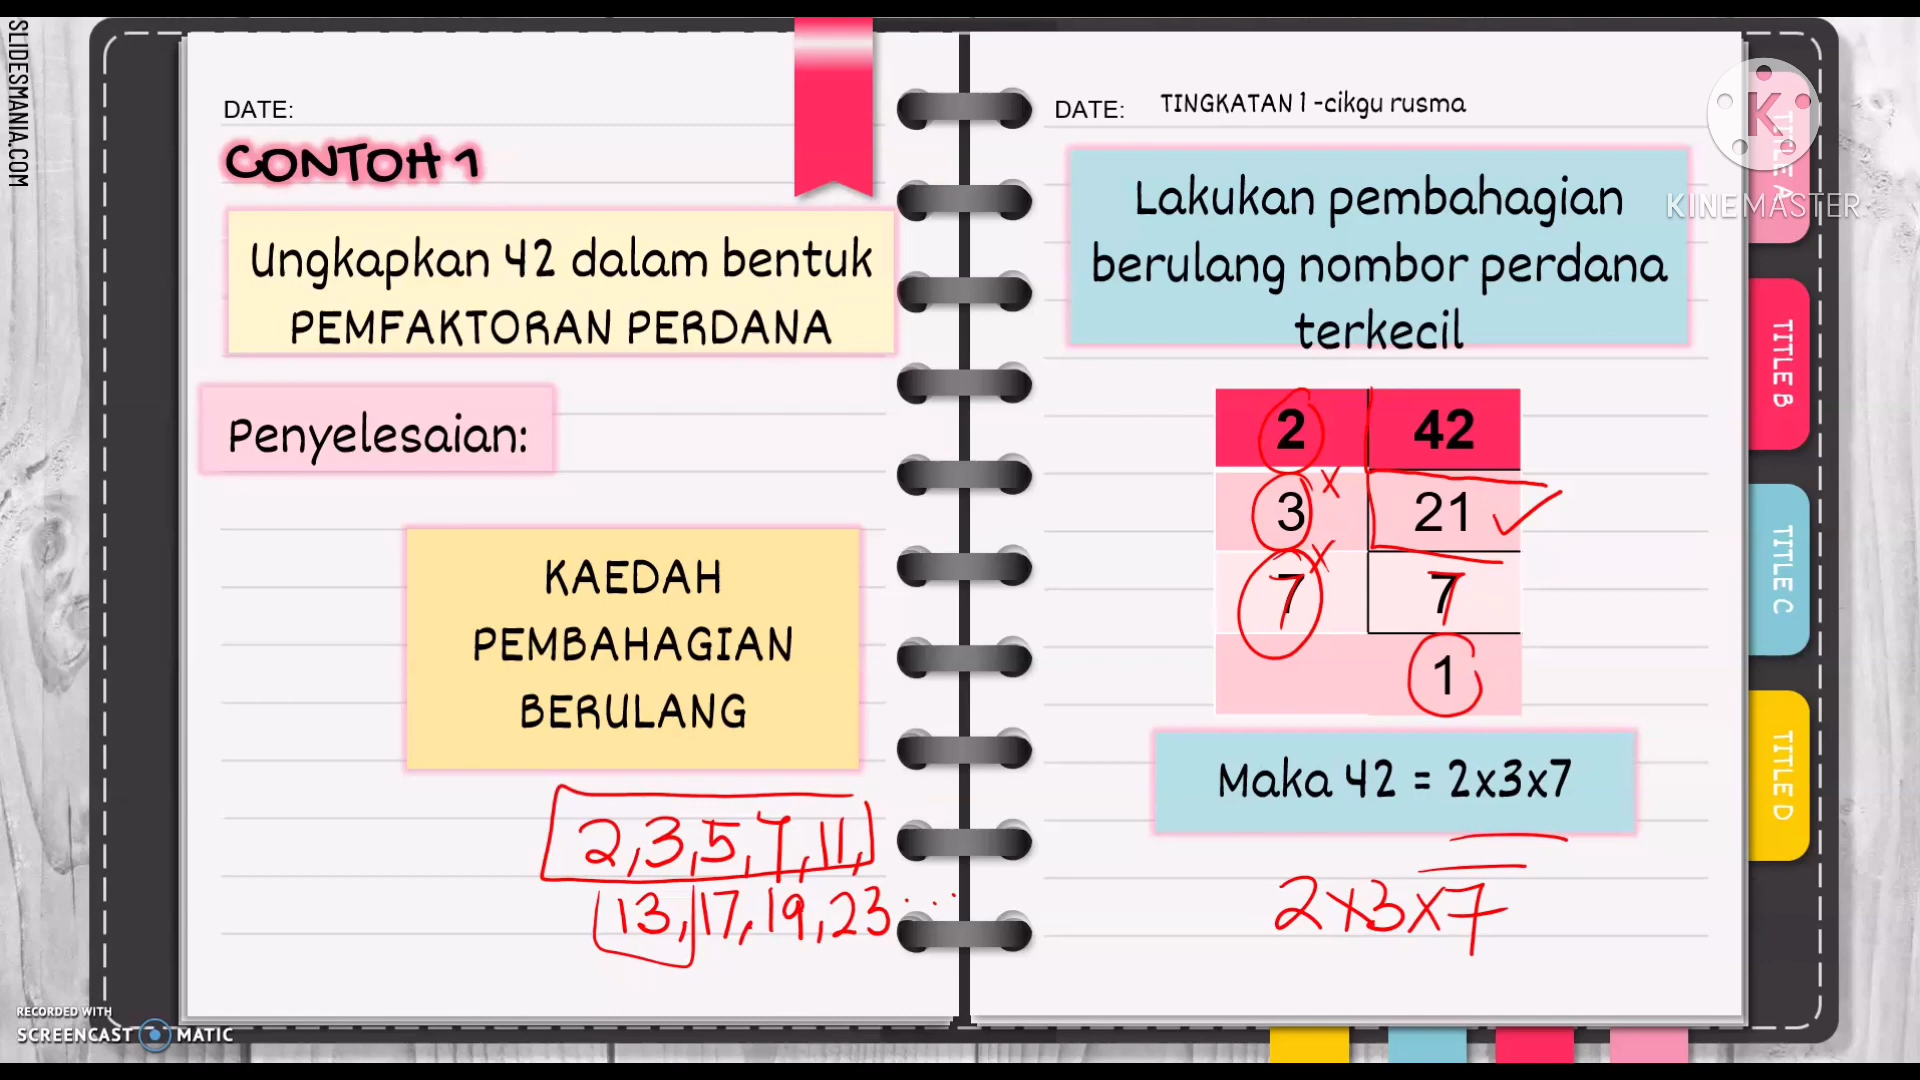 SLIDESMANIA.COM
DATE:
CONTOH 1
Ungkapkan 42 dalam bentuk
PEMFAKTORAN PERDANA
Penyelesaian:
KAEDAH
PEMBAHAGIAN
BERULANG
2,3,5,7,11,
13,17,19,23...
DATE:
TINGKATAN 1 -cikgu rusma
Lakukan pembahagian
berulang nombor perdana
terkecil
2 42
3 x 21
7 x 7
1
Maka 42 = 2x3x7
2x3x7
K
KINEMASTER
TITLE A
TITLE B
TITLE C
TITLE D
RECORDED WITH
SCREENCAST MATIC